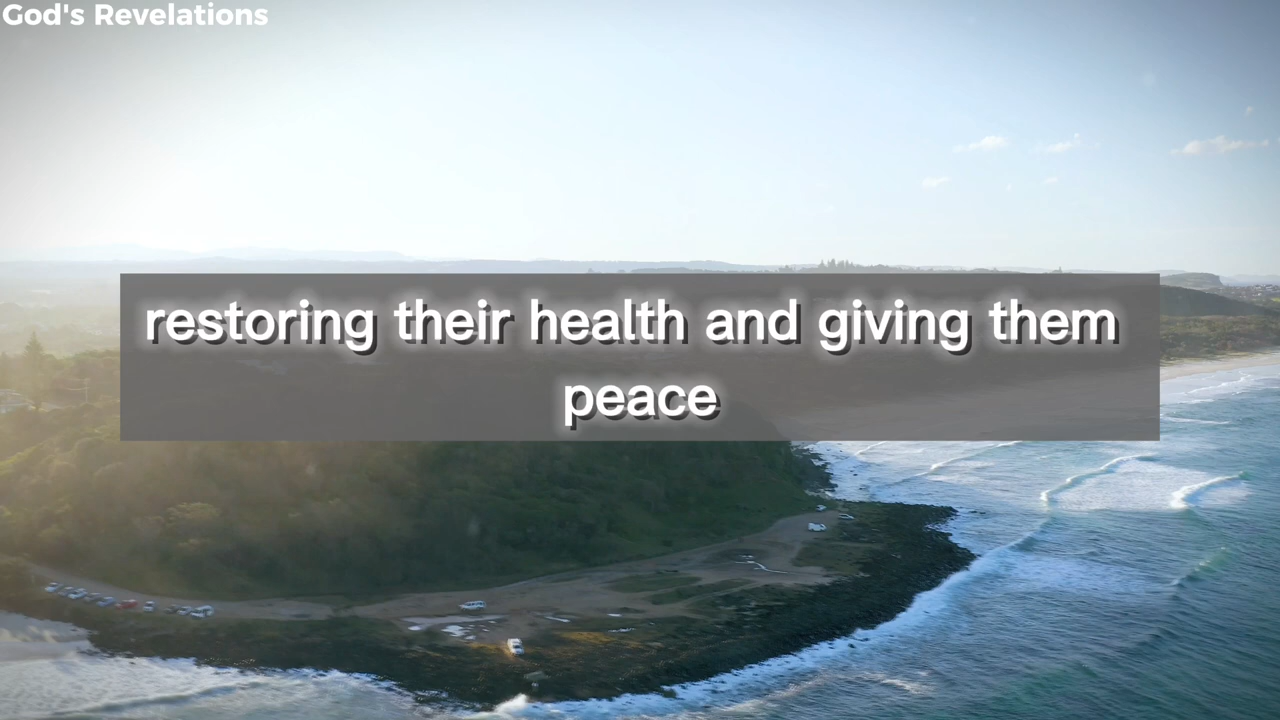 God's Revelations
restoring their health and giving them
peace